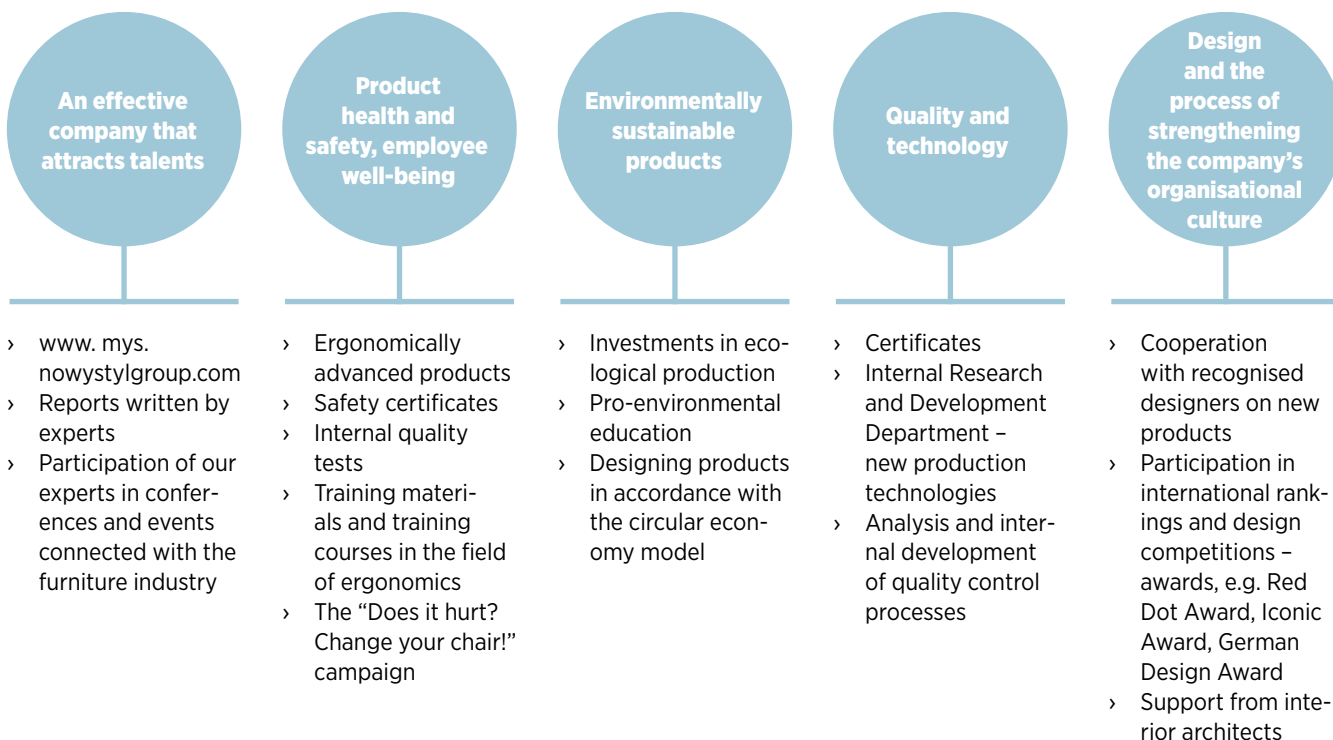 An effective
company that
attracts talents
› www. mys.
nowystylgroup.com
› Reports written by
experts
› Participation of our
experts in confer-
ences and events
connected with the
furniture industry
Product
health and
safety, employee
well-being
› Ergonomically
advanced products
› Safety certificates
› Internal quality
tests
› Training materi-
als and training
courses in the field
of ergonomics
› The “Does it hurt?
Change your chair!”
campaign
Environmentally
sustainable
products
› Investments in eco-
logical production
› Pro-environmental
education
› Designing products
in accordance with
the circular econ-
omy model
Quality and
technology
› Certificates
› Internal Research
and Development
Department –
new production
technologies
› Analysis and inter-
nal development
of quality control
processes
Design
and the
process of
strengthening
the company’s
organisational
culture
› Cooperation
with recognised
designers on new
products
› Participation in
international rank-
ings and design
competitions –
awards, e.g. Red
Dot Award, Iconic
Award, German
Design Award
› Support from inte-
rior architects